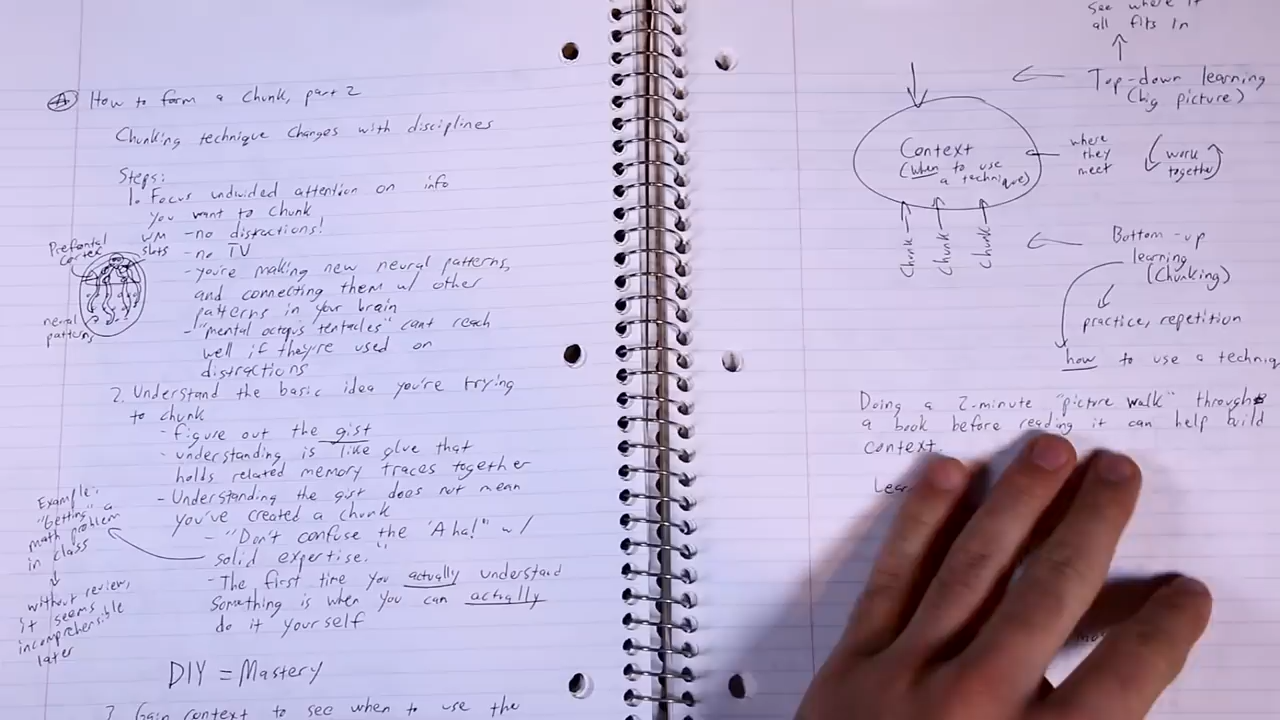 A How to form a chunk, part 2
Chunking technique changes with disciplines
Steps:
1. Focus undivided attention on info
you want to chunk
- no distractions!
- no TV
- you're making new neural patterns,
and connecting them w/ other
patterns in your brain
- "mental octopus tentacles" cant reach
well if they're used on
distractions
WM
slots
Prefontal
Cortex
neral
patterns
2. Understand the basic idea you're trying
to chunk
- figure out the gist
- understanding is like glue that
holds related memory traces together
- Understanding the gist does not mean
you've created a chunk
- "Don't confuse the 'Aha!" w/
solid expertise."
- The first time you actually understand
something is when you can actually
do it yourself
Example:
"Getting" a
math problem
in class
without review,
it seems
incomprehensible
later
DIY = Mastery
3. Gain context to see when to use the
see where it
all fits in
Top-down learning
(big picture)
Context
(when to use
a technique)
where
they
meet
work
together
Chunk
Chunk
Chunk
Bottom-up
learning
(Chunking)
practice, repetition
how to use a techniq
Doing a 2-minute "picture walk" through
a book before reading it can help build
context.
Lear